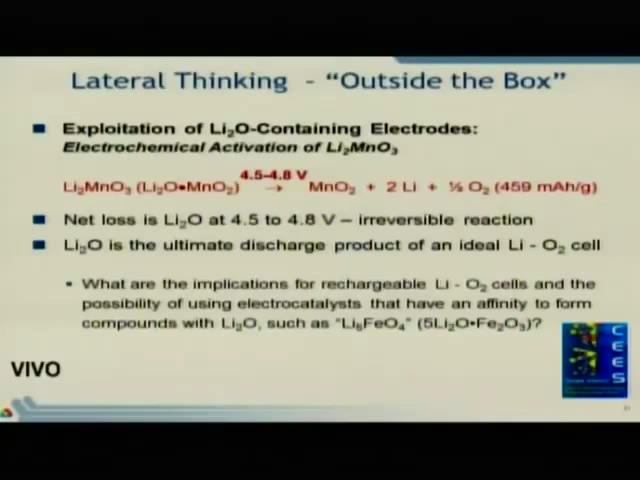 Lateral Thinking - “Outside the Box”
Exploitation of Li₂O-Containing Electrodes:
Electrochemical Activation of Li₂MnO₃
4.5-4.8 V
Li₂MnO₃ (Li₂O•MnO₂) → MnO₂ + 2 Li + ½ O₂ (459 mAh/g)
Net loss is Li₂O at 4.5 to 4.8 V – irreversible reaction
Li₂O is the ultimate discharge product of an ideal Li - O₂ cell
What are the implications for rechargeable Li - O₂ cells and the
possibility of using electrocatalysts that have an affinity to form
compounds with Li₂O, such as “Li₅FeO₄” (5Li₂O•Fe₂O₃)?
CEES
VIVO